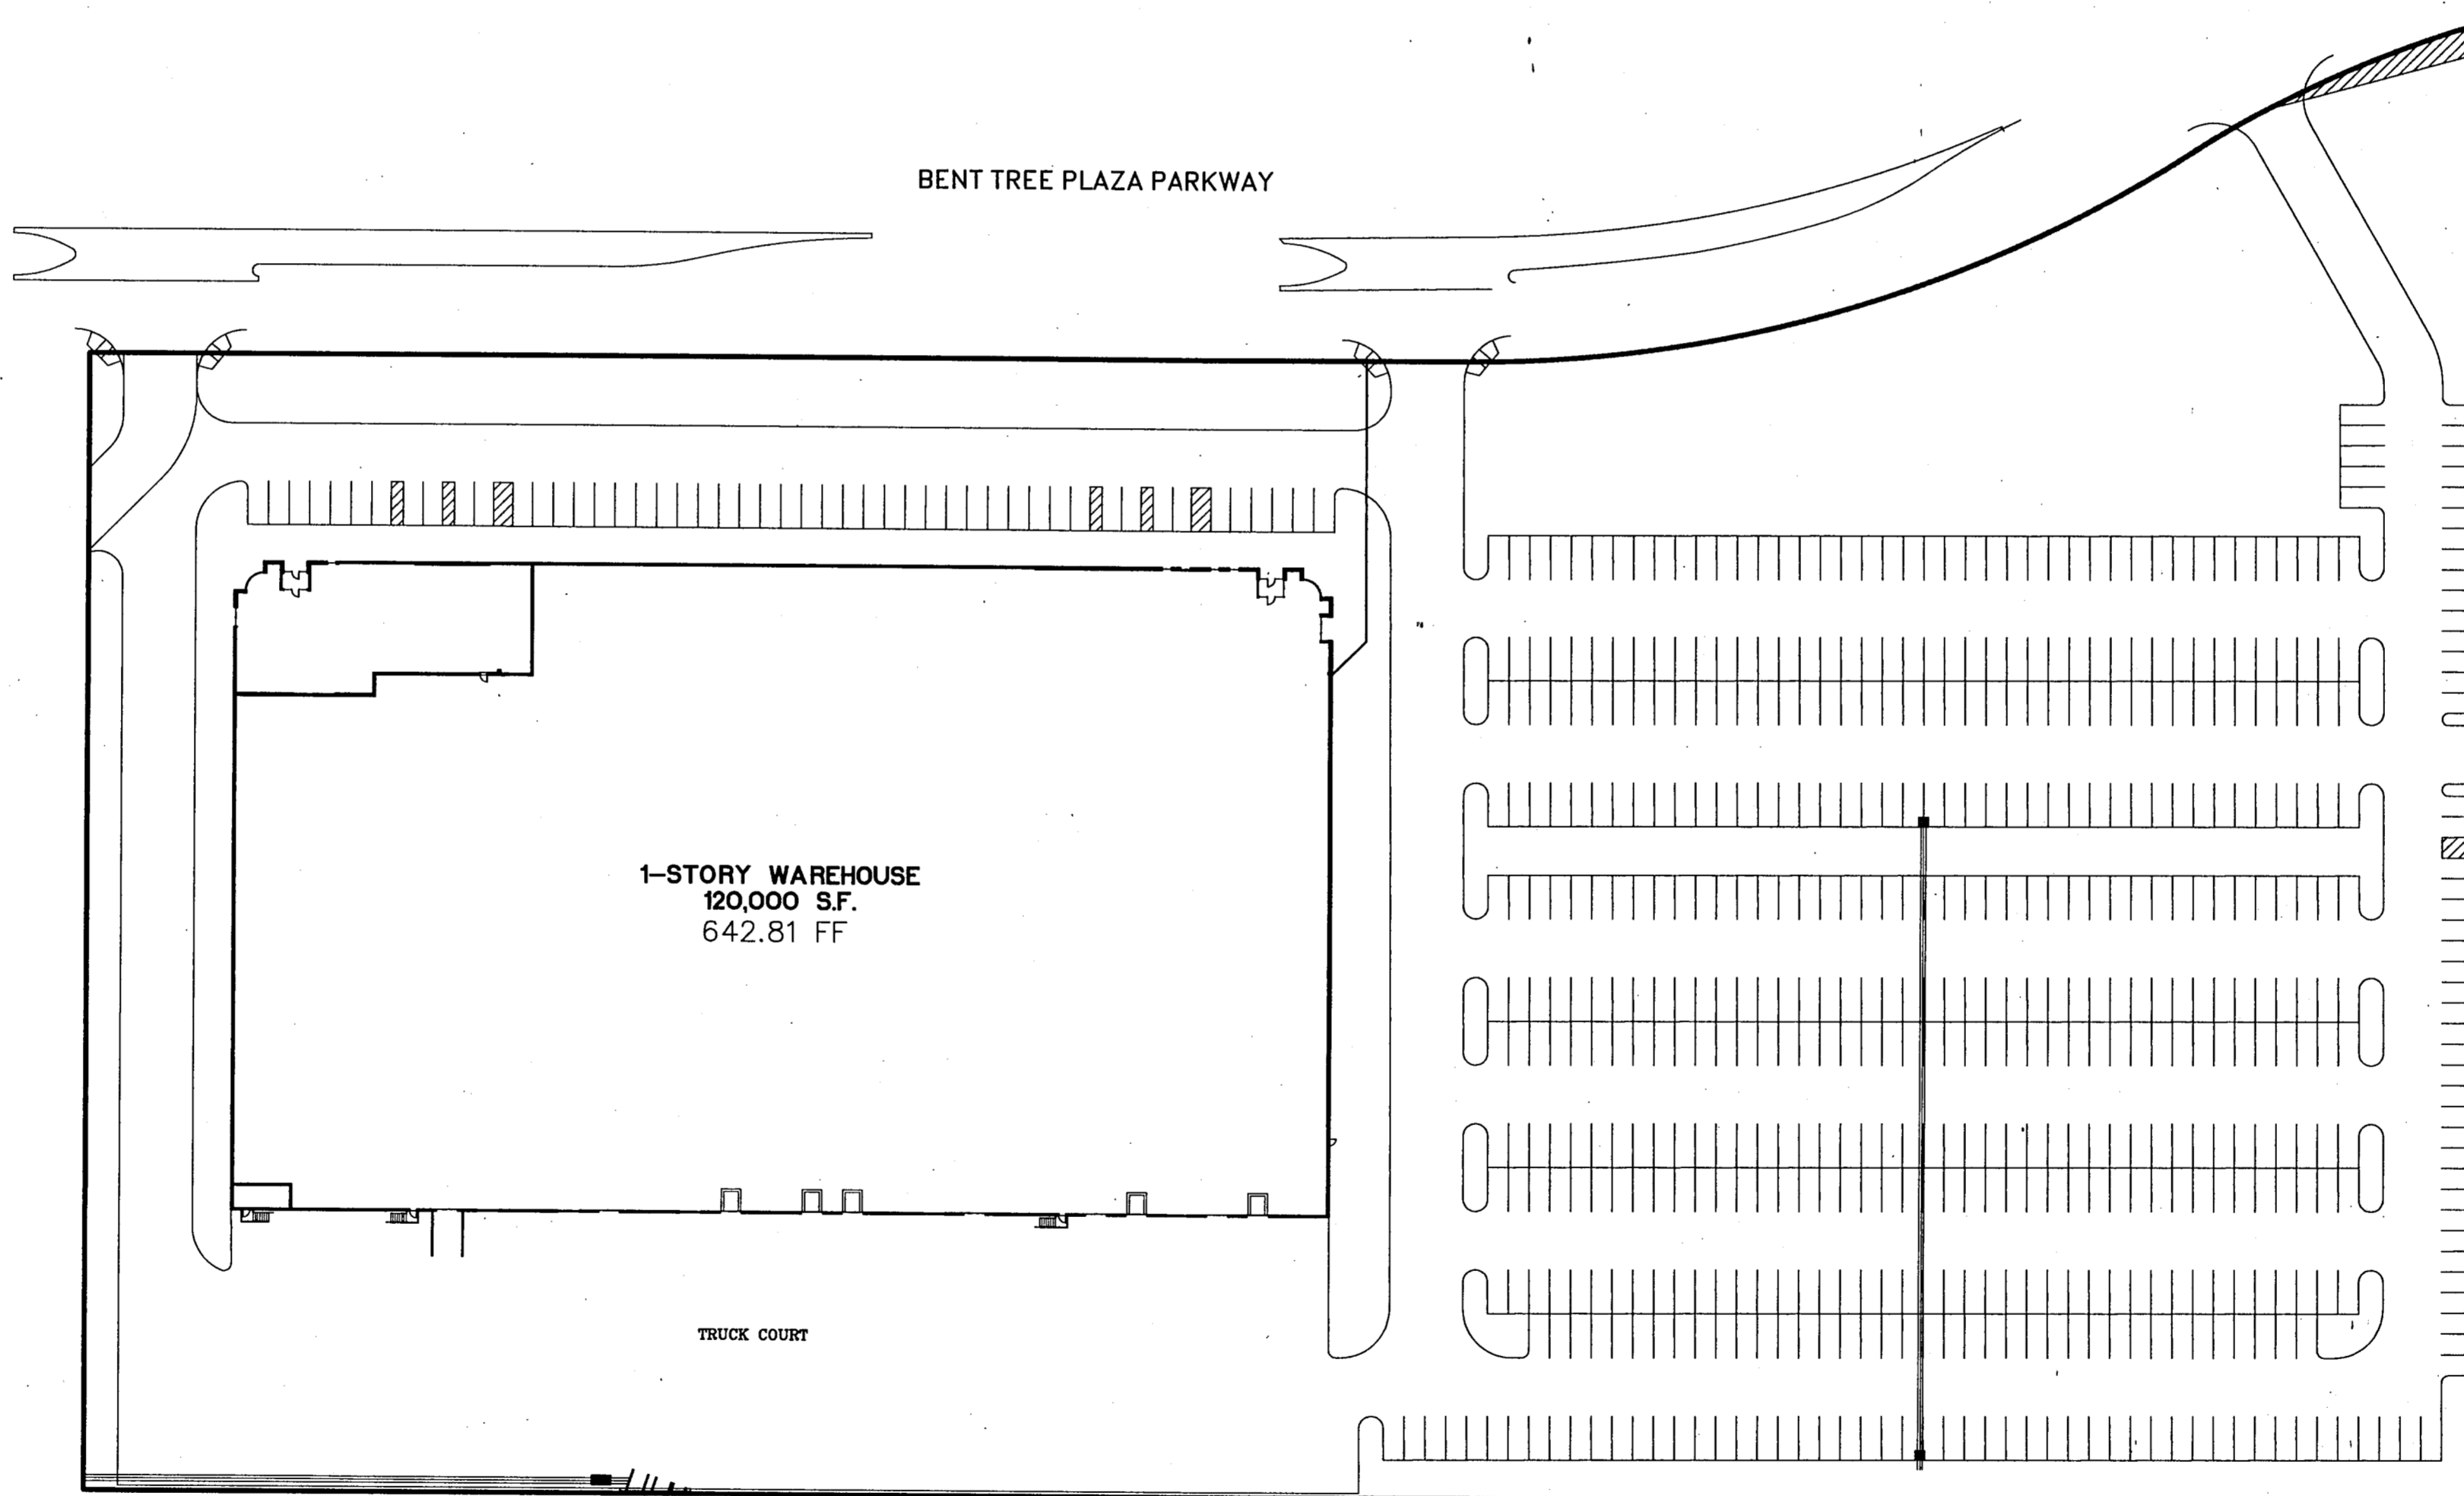 BENT TREE PLAZA PARKWAY
1-STORY WAREHOUSE
120,000 S.F.
642.81 FF
TRUCK COURT